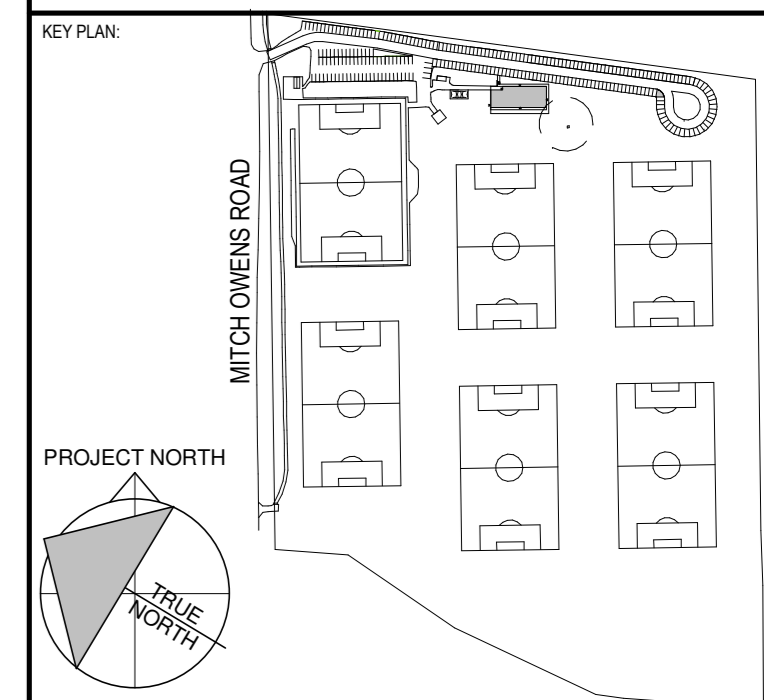 KEY PLAN:
MITCH OWENS ROAD
PROJECT NORTH
TRUE
NORTH